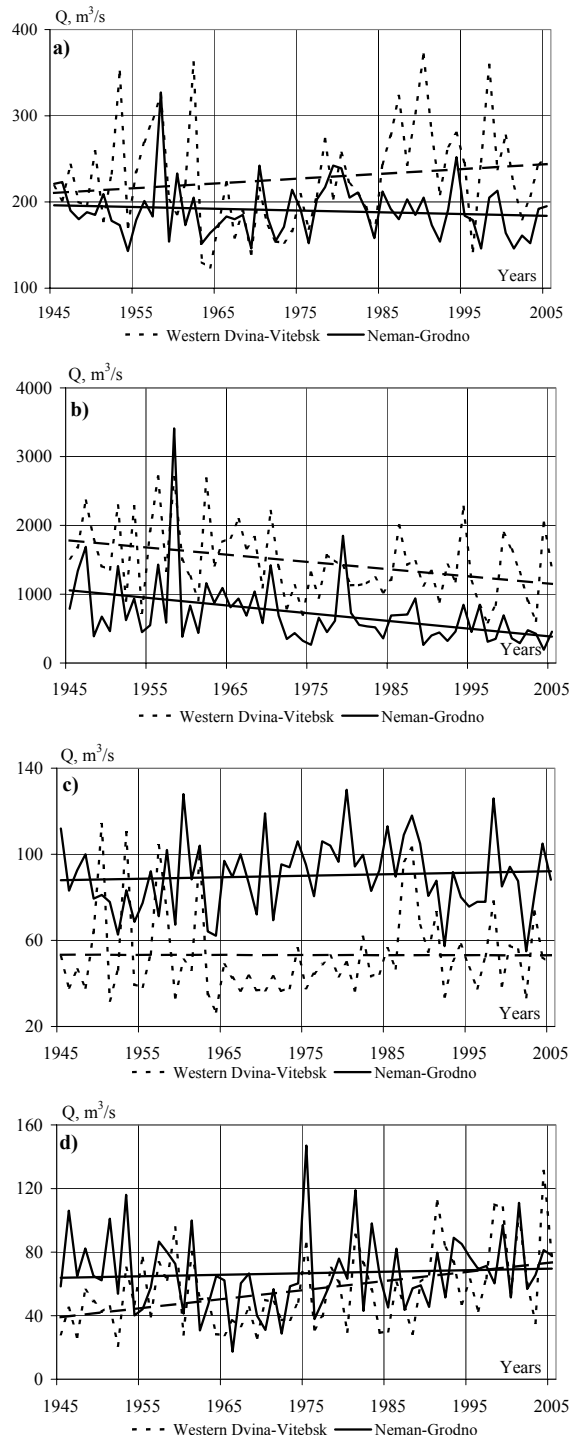 Q, m³/s
a)
400
300
200
100
Years
1945 1955 1965 1975 1985 1995 2005
Western Dvina-Vitebsk Neman-Grodno
Q, m³/s
b)
4000
3000
2000
1000
0
Years
1945 1955 1965 1975 1985 1995 2005
Western Dvina-Vitebsk Neman-Grodno
Q, m³/s
c)
140
100
60
20
Years
1945 1955 1965 1975 1985 1995 2005
Western Dvina-Vitebsk Neman-Grodno
Q, m³/s
d)
160
120
80
40
0
Years
1945 1955 1965 1975 1985 1995 2005
Western Dvina-Vitebsk Neman-Grodno